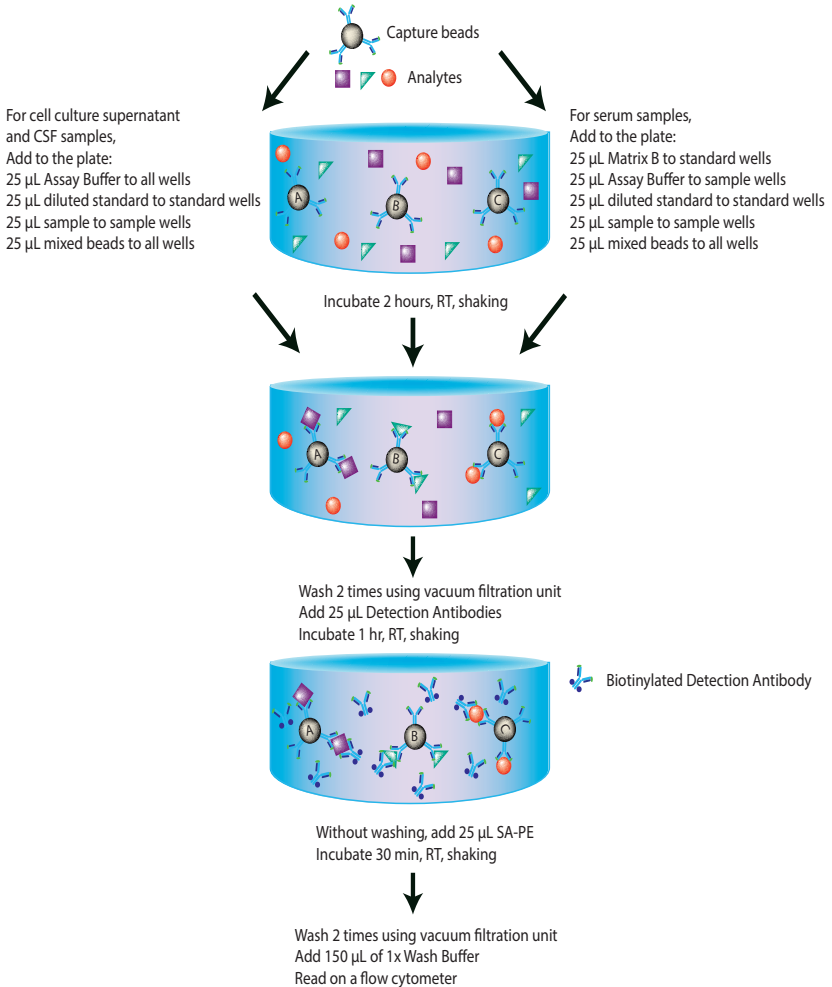 Capture beads
Analytes
For cell culture supernatant
and CSF samples,
Add to the plate:
25 µL Assay Buffer to all wells
25 µL diluted standard to standard wells
25 µL sample to sample wells
25 µL mixed beads to all wells
For serum samples,
Add to the plate:
25 µL Matrix B to standard wells
25 µL Assay Buffer to sample wells
25 µL diluted standard to standard wells
25 µL sample to sample wells
25 µL mixed beads to all wells
A
B
C
Incubate 2 hours, RT, shaking
A
B
C
Wash 2 times using vacuum filtration unit
Add 25 µL Detection Antibodies
Incubate 1 hr, RT, shaking
Biotinylated Detection Antibody
A
B
C
Without washing, add 25 µL SA-PE
Incubate 30 min, RT, shaking
Wash 2 times using vacuum filtration unit
Add 150 µL of 1x Wash Buffer
Read on a flow cytometer